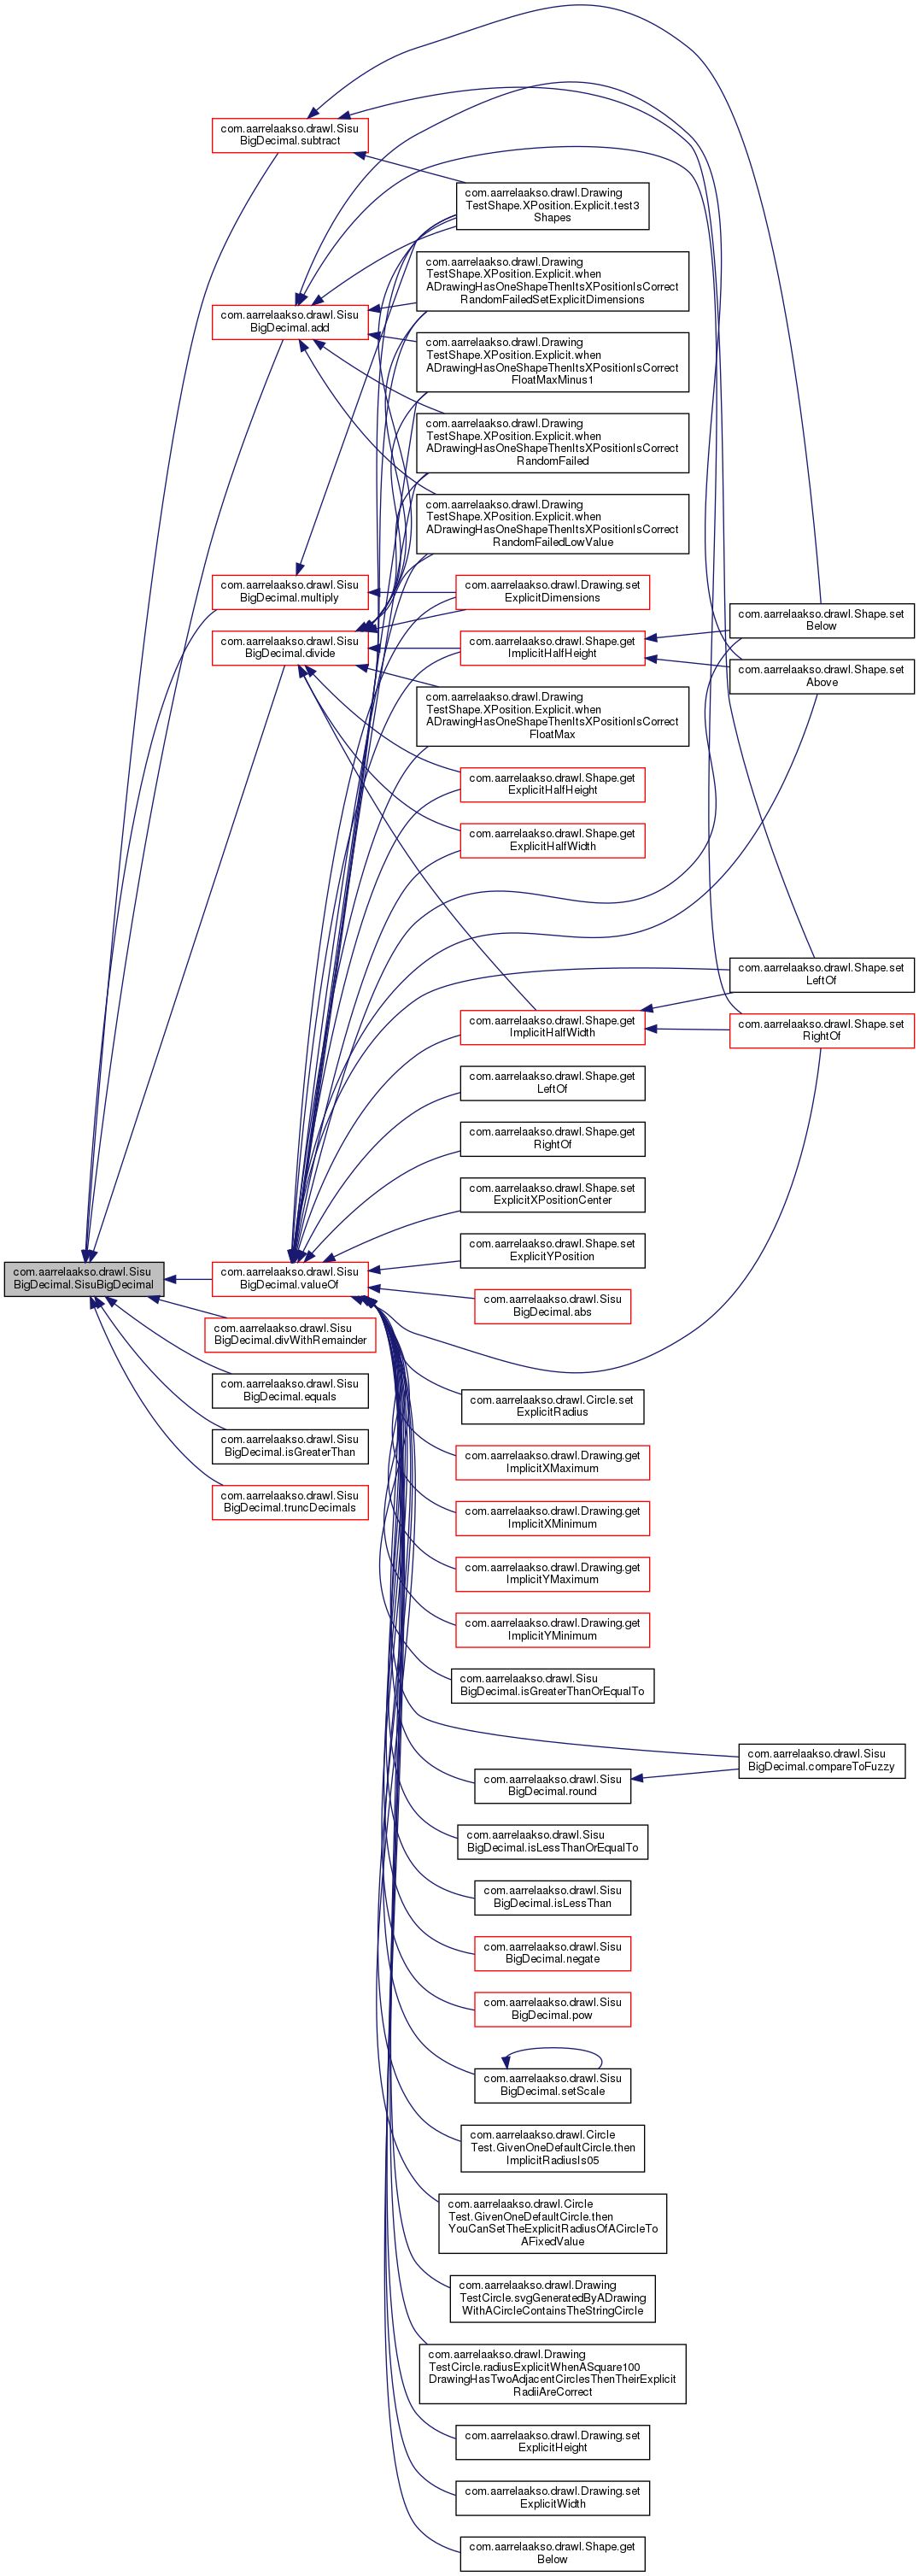 com.aarrelaakso.drawl.Sisu
BigDecimal.subtract
com.aarrelaakso.drawl.Drawing
TestShape.XPosition.Explicit.test3
Shapes
com.aarrelaakso.drawl.Drawing
TestShape.XPosition.Explicit.when
ADrawingHasOneShapeThenItsXPositionIsCorrect
RandomFailedSetExplicitDimensions
com.aarrelaakso.drawl.Sisu
BigDecimal.add
com.aarrelaakso.drawl.Drawing
TestShape.XPosition.Explicit.when
ADrawingHasOneShapeThenItsXPositionIsCorrect
FloatMaxMinus1
com.aarrelaakso.drawl.Drawing
TestShape.XPosition.Explicit.when
ADrawingHasOneShapeThenItsXPositionIsCorrect
RandomFailed
com.aarrelaakso.drawl.Drawing
TestShape.XPosition.Explicit.when
ADrawingHasOneShapeThenItsXPositionIsCorrect
RandomFailedLowValue
com.aarrelaakso.drawl.Sisu
BigDecimal.multiply
com.aarrelaakso.drawl.Drawing.set
ExplicitDimensions
com.aarrelaakso.drawl.Shape.set
Below
com.aarrelaakso.drawl.Sisu
BigDecimal.divide
com.aarrelaakso.drawl.Shape.get
ImplicitHalfHeight
com.aarrelaakso.drawl.Shape.set
Above
com.aarrelaakso.drawl.Drawing
TestShape.XPosition.Explicit.when
ADrawingHasOneShapeThenItsXPositionIsCorrect
FloatMax
com.aarrelaakso.drawl.Shape.get
ExplicitHalfHeight
com.aarrelaakso.drawl.Shape.get
ExplicitHalfWidth
com.aarrelaakso.drawl.Shape.set
LeftOf
com.aarrelaakso.drawl.Shape.get
ImplicitHalfWidth
com.aarrelaakso.drawl.Shape.set
RightOf
com.aarrelaakso.drawl.Shape.get
LeftOf
com.aarrelaakso.drawl.Shape.get
RightOf
com.aarrelaakso.drawl.Shape.set
ExplicitXPositionCenter
com.aarrelaakso.drawl.Shape.set
ExplicitYPosition
com.aarrelaakso.drawl.Sisu
BigDecimal.SisuBigDecimal
com.aarrelaakso.drawl.Sisu
BigDecimal.valueOf
com.aarrelaakso.drawl.Sisu
BigDecimal.abs
com.aarrelaakso.drawl.Sisu
BigDecimal.divWithRemainder
com.aarrelaakso.drawl.Sisu
BigDecimal.equals
com.aarrelaakso.drawl.Circle.set
ExplicitRadius
com.aarrelaakso.drawl.Sisu
BigDecimal.isGreaterThan
com.aarrelaakso.drawl.Drawing.get
ImplicitXMaximum
com.aarrelaakso.drawl.Sisu
BigDecimal.truncDecimals
com.aarrelaakso.drawl.Drawing.get
ImplicitXMinimum
com.aarrelaakso.drawl.Drawing.get
ImplicitYMaximum
com.aarrelaakso.drawl.Drawing.get
ImplicitYMinimum
com.aarrelaakso.drawl.Sisu
BigDecimal.isGreaterThanOrEqualTo
com.aarrelaakso.drawl.Sisu
BigDecimal.compareToFuzzy
com.aarrelaakso.drawl.Sisu
BigDecimal.round
com.aarrelaakso.drawl.Sisu
BigDecimal.isLessThanOrEqualTo
com.aarrelaakso.drawl.Sisu
BigDecimal.isLessThan
com.aarrelaakso.drawl.Sisu
BigDecimal.negate
com.aarrelaakso.drawl.Sisu
BigDecimal.pow
com.aarrelaakso.drawl.Sisu
BigDecimal.setScale
com.aarrelaakso.drawl.Circle
Test.GivenOneDefaultCircle.then
ImplicitRadiusIs05
com.aarrelaakso.drawl.Circle
Test.GivenOneDefaultCircle.then
YouCanSetTheExplicitRadiusOfACircleTo
AFixedValue
com.aarrelaakso.drawl.Drawing
TestCircle.svgGeneratedByADrawing
WithACircleContainsTheStringCircle
com.aarrelaakso.drawl.Drawing
TestCircle.radiusExplicitWhenASquare100
DrawingHasTwoAdjacentCirclesThenTheirExplicit
RadiiAreCorrect
com.aarrelaakso.drawl.Drawing.set
ExplicitHeight
com.aarrelaakso.drawl.Drawing.set
ExplicitWidth
com.aarrelaakso.drawl.Shape.get
Below